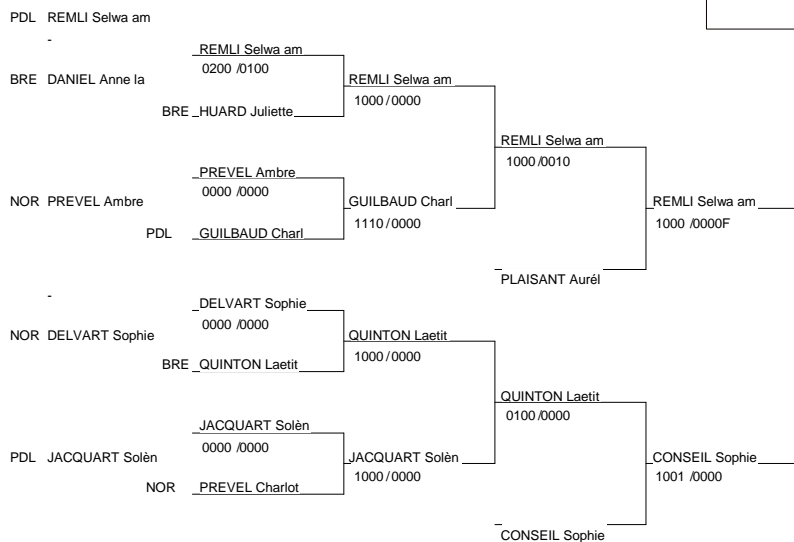 PDL REMLI Selwa am
-
REMLI Selwa am
0200 /0100
BRE DANIEL Anne la
REMLI Selwa am
1000 / 0000
BRE HUARD Juliette
REMLI Selwa am
1000 /0010
PREVEL Ambre
0000 /0000
NOR PREVEL Ambre
GUILBAUD Charl
1110 / 0000
REMLI Selwa am
1000 /0000F
PDL GUILBAUD Charl
PLAISANT Aurél
-
DELVART Sophie
0000 /0000
NOR DELVART Sophie
QUINTON Laetit
1000 / 0000
BRE QUINTON Laetit
QUINTON Laetit
0100 /0000
JACQUART Solèn
0000 /0000
PDL JACQUART Solèn
JACQUART Solèn
1000 / 0000
CONSEIL Sophie
1001 /0000
NOR PREVEL Charlot
CONSEIL Sophie